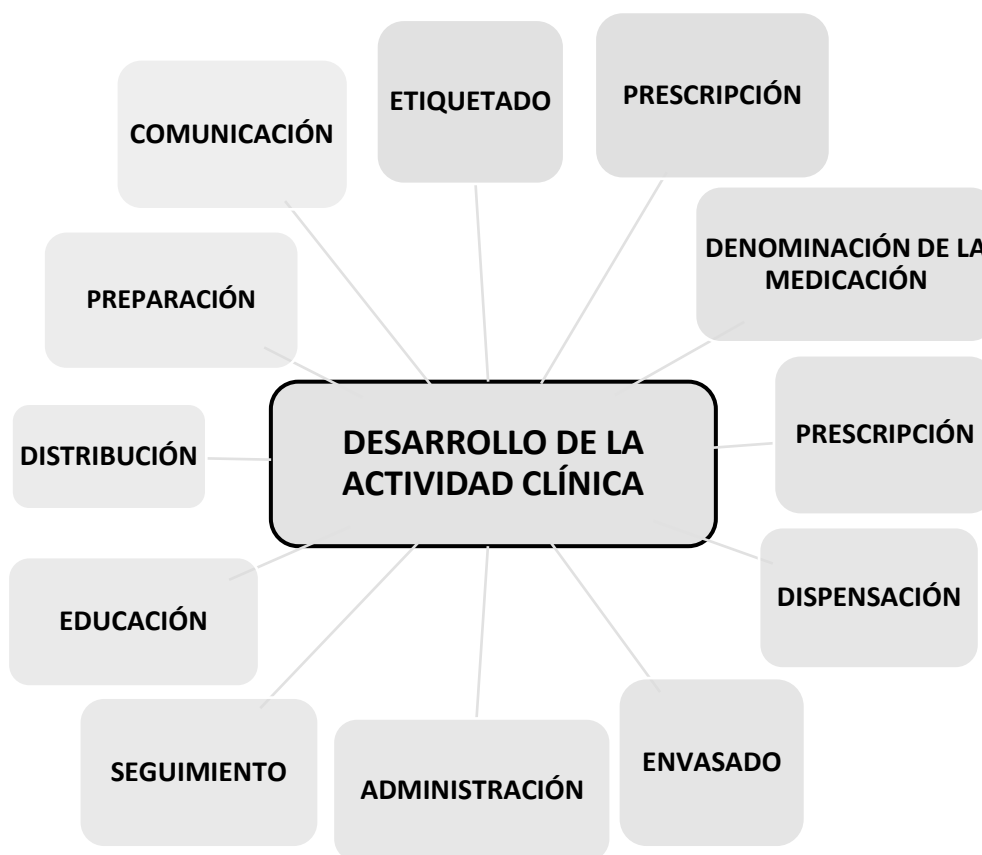 ETIQUETADO
PRESCRIPCIÓN
COMUNICACIÓN
DENOMINACIÓN DE LA
MEDICACIÓN
PREPARACIÓN
PRESCRIPCIÓN
DESARROLLO DE LA
ACTIVIDAD CLÍNICA
DISTRIBUCIÓN
DISPENSACIÓN
EDUCACIÓN
ENVASADO
SEGUIMIENTO
ADMINISTRACIÓN